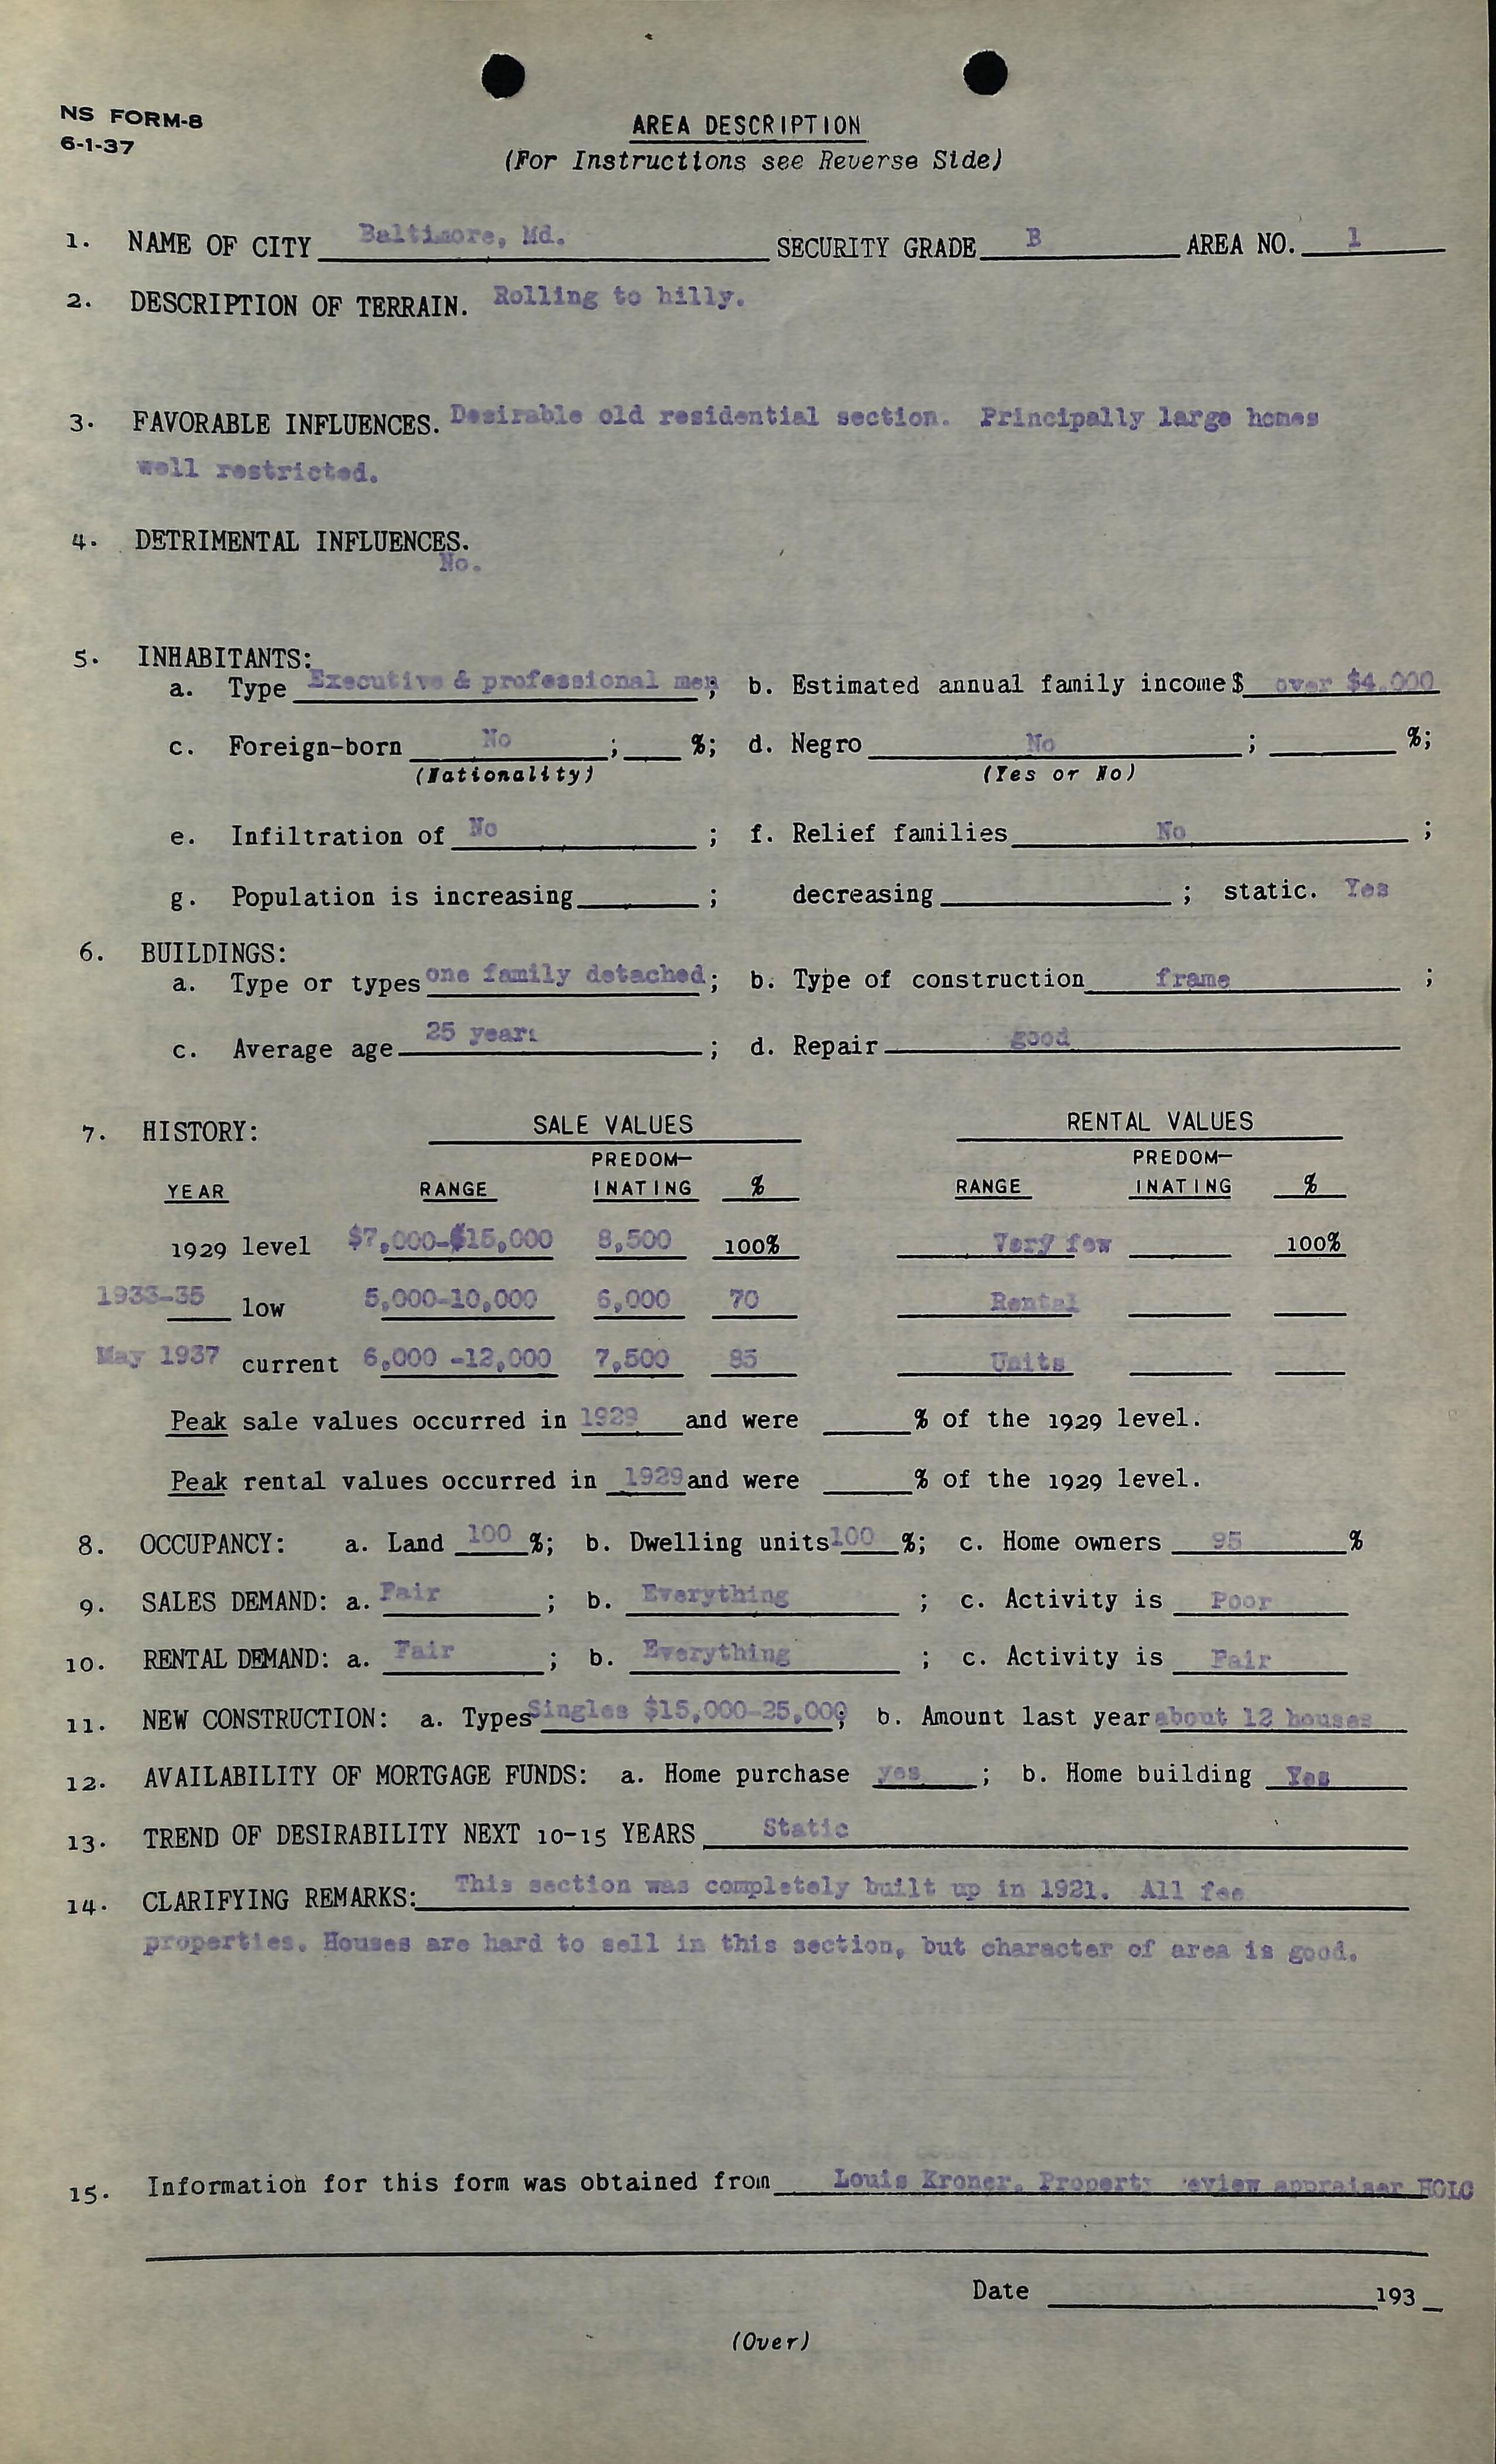 NS FORM-8
6-1-37
AREA DESCRIPTION
(For Instructions see Reverse Side)
1. NAME OF CITY Baltimore, Md. SECURITY GRADE B AREA NO. 1
2. DESCRIPTION OF TERRAIN. Rolling to hilly.
3. FAVORABLE INFLUENCES. Desirable old residential section. Principally large homes
well restricted.
4. DETRIMENTAL INFLUENCES.
No.
5. INHABITANTS:
a. Type Executive & professional men; b. Estimated annual family income $ over $4,000
c. Foreign-born No ; %; d. Negro No ; %;
(Nationality) (Yes or No)
e. Infiltration of No ; f. Relief families No ;
g. Population is increasing ; decreasing ; static. Yes
6. BUILDINGS:
a. Type or types one family detached; b. Type of construction frame ;
c. Average age 25 years ; d. Repair good
7. HISTORY: SALE VALUES RENTAL VALUES
PREDOM- PREDOM-
YEAR RANGE INATING % RANGE INATING %
1929 level $7,000-$15,000 8,500 100% Very few 100%
1933-35 low 5,000-10,000 6,000 70 Rental
May 1937 current 6,000 -12,000 7,500 85 Units
Peak sale values occurred in 1929 and were % of the 1929 level.
Peak rental values occurred in 1929 and were % of the 1929 level.
8. OCCUPANCY: a. Land 100 %; b. Dwelling units 100 %; c. Home owners 95 %
9. SALES DEMAND: a. Fair ; b. Everything ; c. Activity is Poor
10. RENTAL DEMAND: a. Fair ; b. Everything ; c. Activity is Fair
11. NEW CONSTRUCTION: a. Types Singles $15,000-25,000; b. Amount last year about 12 houses
12. AVAILABILITY OF MORTGAGE FUNDS: a. Home purchase yes ; b. Home building Yes
13. TREND OF DESIRABILITY NEXT 10-15 YEARS Static
14. CLARIFYING REMARKS: This section was completely built up in 1921. All fee
properties. Houses are hard to sell in this section, but character of area is good.
15. Information for this form was obtained from Louis Kroner, Property review appraiser HOLC
Date 193
(Over)